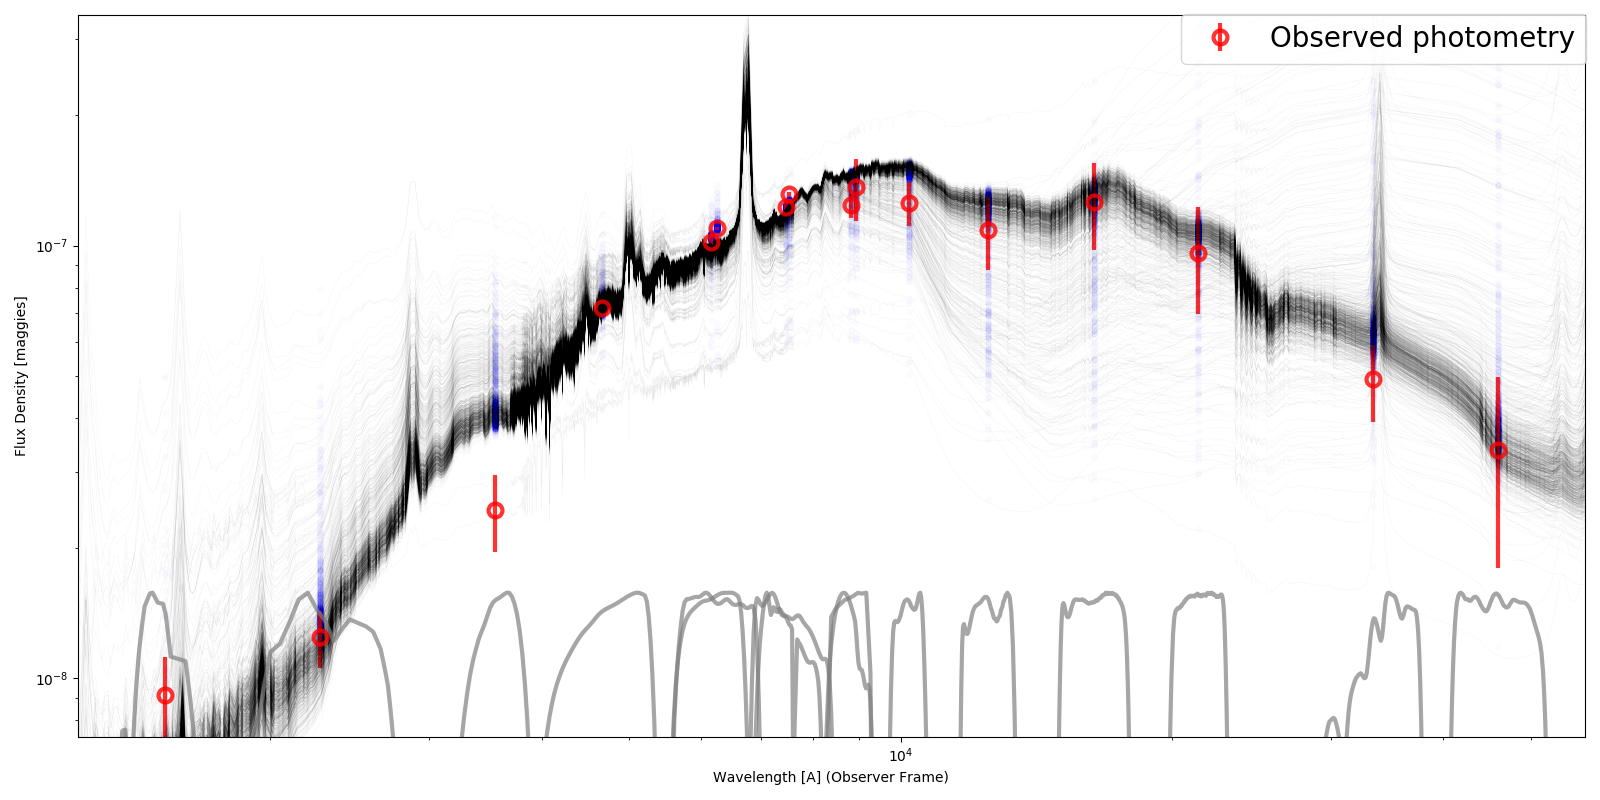 Observed photometry
Flux Density [maggies]
10⁻⁷
10⁻⁸
10⁴
Wavelength [A] (Observer Frame)